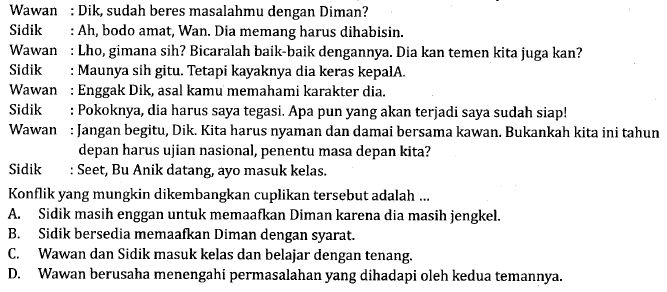 Wawan : Dik, sudah beres masalahmu dengan Diman?
Sidik : Ah, bodo amat, Wan. Dia memang harus dihabisin.
Wawan : Lho, gimana sih? Bicaralah baik-baik dengannya. Dia kan temen kita juga kan?
Sidik : Maunya sih gitu. Tetapi kayaknya dia keras kepalA.
Wawan : Enggak Dik, asal kamu memahami karakter dia.
Sidik : Pokoknya, dia harus saya tegasi. Apa pun yang akan terjadi saya sudah siap!
Wawan : Jangan begitu, Dik. Kita harus nyaman dan damai bersama kawan. Bukankah kita ini tahun
depan harus ujian nasional, penentu masa depan kita?
Sidik : Seet, Bu Anik datang, ayo masuk kelas.
Konflik yang mungkin dikembangkan cuplikan tersebut adalah ...
A. Sidik masih enggan untuk memaafkan Diman karena dia masih jengkel.
B. Sidik bersedia memaafkan Diman dengan syarat.
C. Wawan dan Sidik masuk kelas dan belajar dengan tenang.
D. Wawan berusaha menengahi permasalahan yang dihadapi oleh kedua temannya.